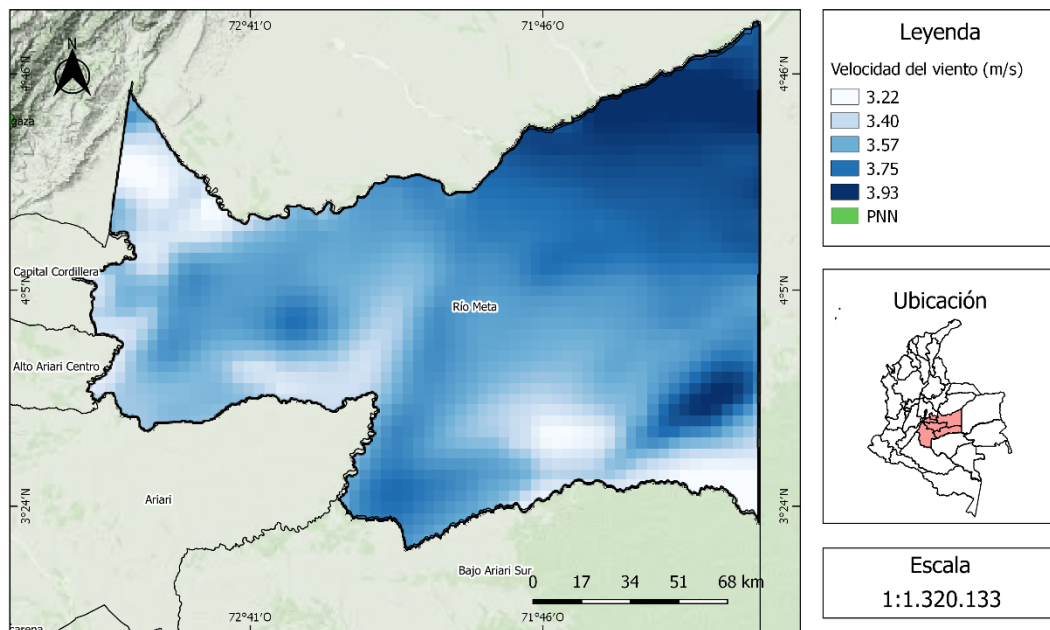 72°41'O
71°46'O
N
4°46'N
4°46'N
gaza
Capital Cordillera
4°5'N
4°5'N
Río Meta
Alto Ariari Centro
Ariari
3°24'N
3°24'N
Bajo Ariari Sur
0 17 34 51 68 km
72°41'O
71°46'O
carena
Leyenda
Velocidad del viento (m/s)
3.22
3.40
3.57
3.75
3.93
PNN
Ubicación
Escala
1:1.320.133